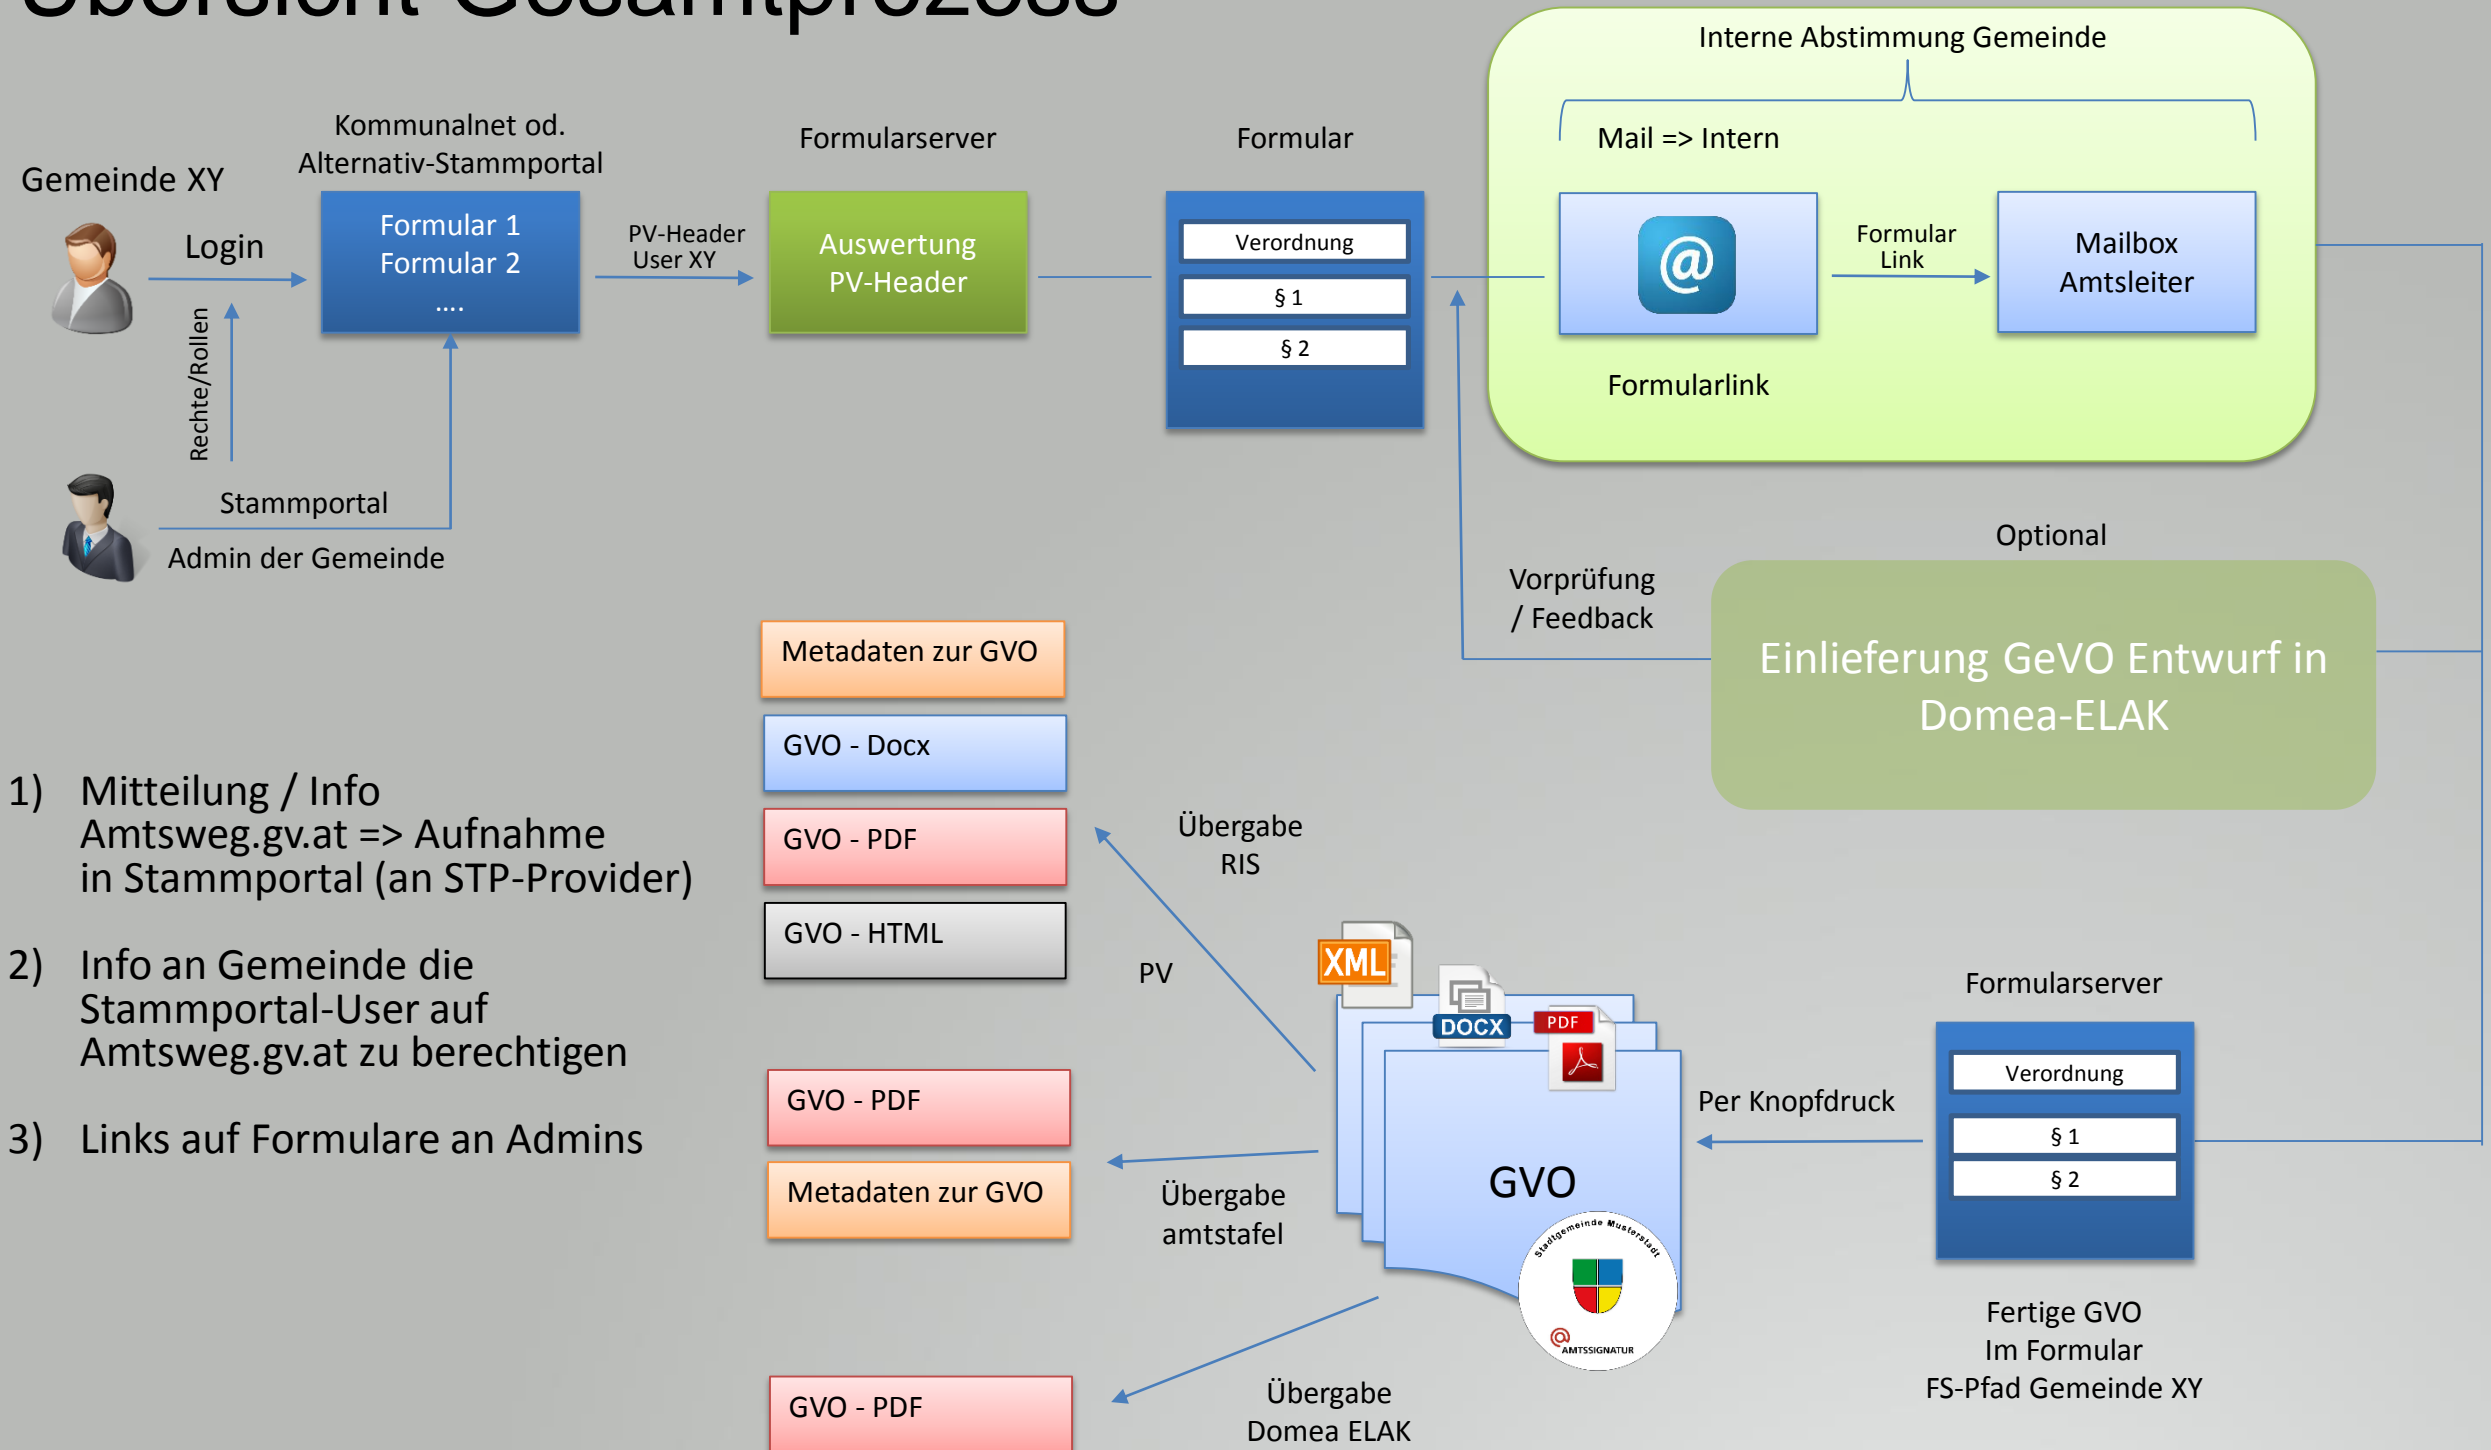 Übersicht Gesamtprozess
Interne Abstimmung Gemeinde
Kommunalnet od.
Alternativ-Stammportal
Formularserver
Formular
Mail => Intern
Gemeinde XY
Login
Formular 1
Formular 2
....
PV-Header
User XY
Auswertung
PV-Header
Verordnung
§ 1
§ 2
@
Formular
Link
Mailbox
Amtsleiter
Formularlink
Rechte/Rollen
Stammportal
Admin der Gemeinde
Optional
Vorprüfung
/ Feedback
Einlieferung GeVO Entwurf in
Domea-ELAK
Metadaten zur GVO
GVO - Docx
GVO - PDF
GVO - HTML
1) Mitteilung / Info
Amtsweg.gv.at => Aufnahme
in Stammportal (an STP-Provider)
2) Info an Gemeinde die
Stammportal-User auf
Amtsweg.gv.at zu berechtigen
3) Links auf Formulare an Admins
Übergabe
RIS
PV
XML
DOCX
PDF
GVO
Stadtgemeinde Musterstadt
@
AMTSSIGNATUR
Per Knopfdruck
Formularserver
Verordnung
§ 1
§ 2
Fertige GVO
Im Formular
FS-Pfad Gemeinde XY
GVO - PDF
Metadaten zur GVO
Übergabe
amtstafel
GVO - PDF
Übergabe
Domea ELAK